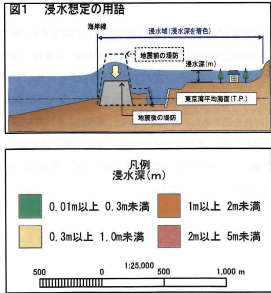 図1 浸水想定の用語
海岸線
浸水域(浸水深を着色)
地震前の堤防
浸水深(m)
東京湾平均海面(T.P.)
地震後の堤防
凡例
浸水深(m)
0.01m以上 0.3m未満
1m以上 2m未満
0.3m以上 1.0m未満
2m以上 5m未満
1:25,000
500 0 500 1,000 m